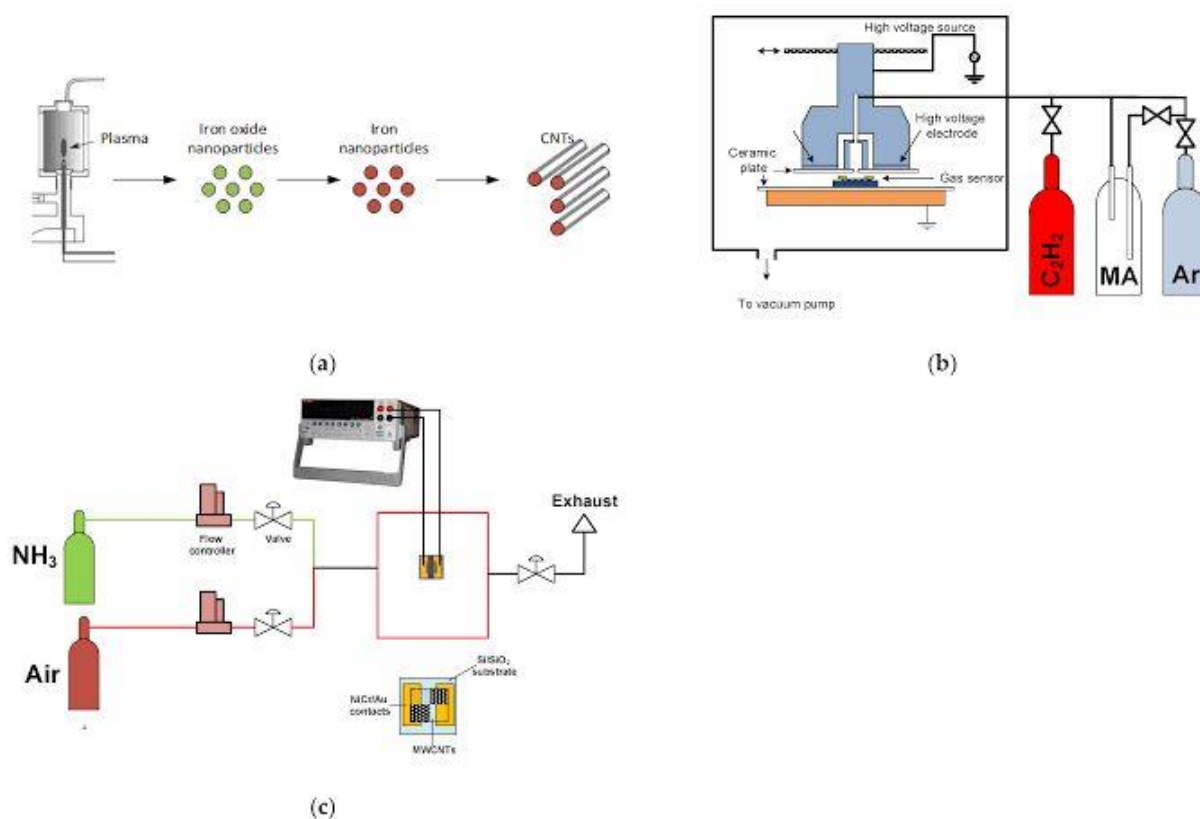 Plasma
Iron oxide
nanoparticles
Iron
nanoparticles
CNTs
(a)
High voltage source
High voltage
electrode
Ceramic
plate
Gas sensor
To vacuum pump
C₂H₂
MA
Ar
(b)
NH₃
Flow
controller
Valve
Exhaust
Air
Si/SiO₂
substrate
NiCr/Au
contacts
MWCNTs
(c)